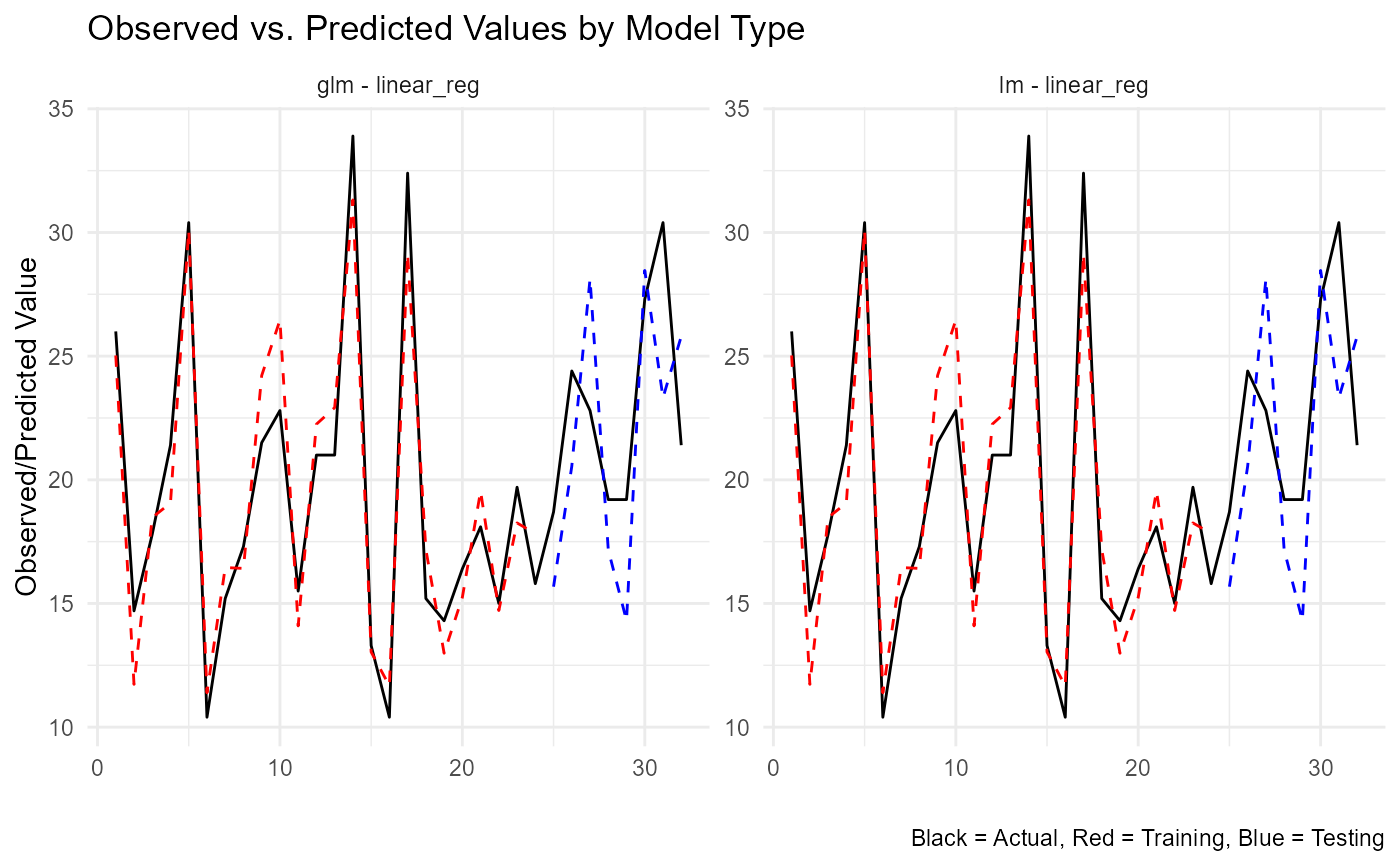 Observed vs. Predicted Values by Model Type
glm - linear_reg
lm - linear_reg
Observed/Predicted Value
35
30
25
20
15
10
35
30
25
20
15
10
0 10 20 30
0 10 20 30
Black = Actual, Red = Training, Blue = Testing